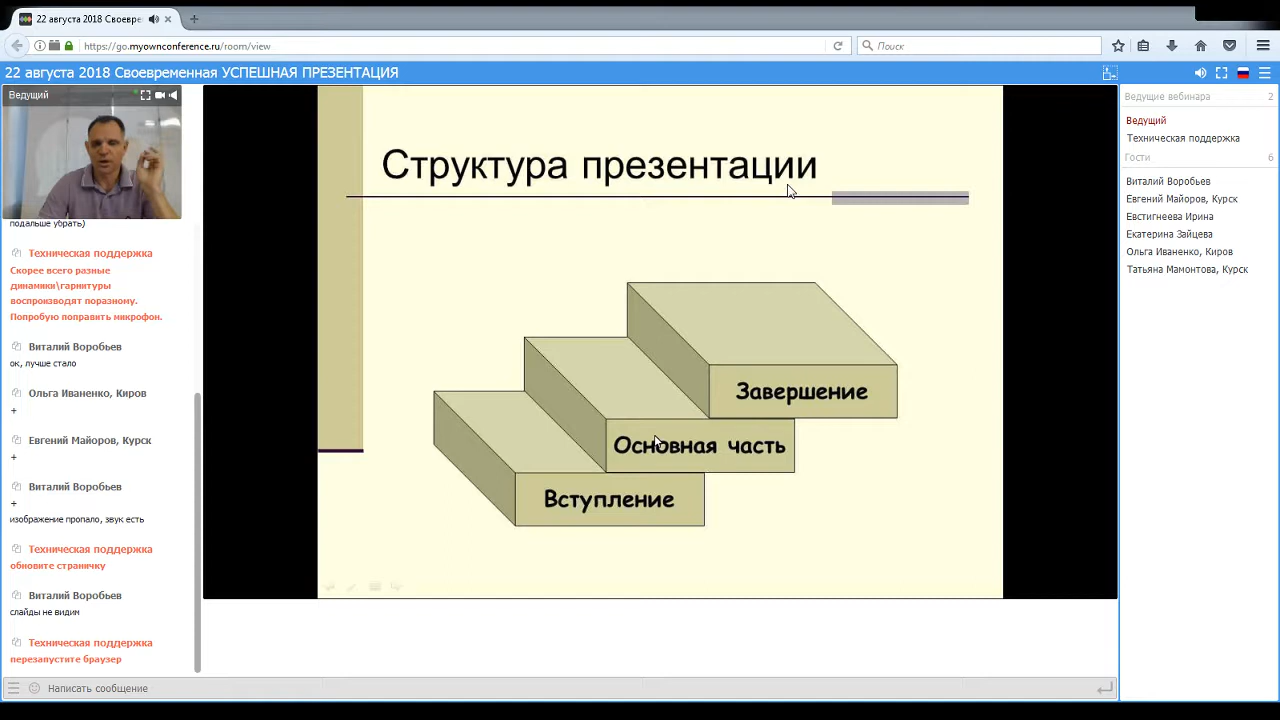 22 августа 2018 Своевре
https://go.myownconference.ru/room/view
Поиск
22 августа 2018 Своевременная УСПЕШНАЯ ПРЕЗЕНТАЦИЯ
Ведущий
подальше убрать)
Техническая поддержка
Скорее всего разные
динамики\гарнитуры
воспроизводят поразному.
Попробую поправить микрофон.
Виталий Воробьев
ок, лучше стало
Ольга Иваненко, Киров
+
Евгений Майоров, Курск
+
Виталий Воробьев
+
изображение пропало, звук есть
Техническая поддержка
обновите страничку
Виталий Воробьев
слайды не видим
Техническая поддержка
перезапустите браузер
Написать сообщение
Структура презентации
Завершение
Основная часть
Вступление
Ведущие вебинара 2
Ведущий
Техническая поддержка
Гости 6
Виталий Воробьев
Евгений Майоров, Курск
Евстигнеева Ирина
Екатерина Зайцева
Ольга Иваненко, Киров
Татьяна Мамонтова, Курск